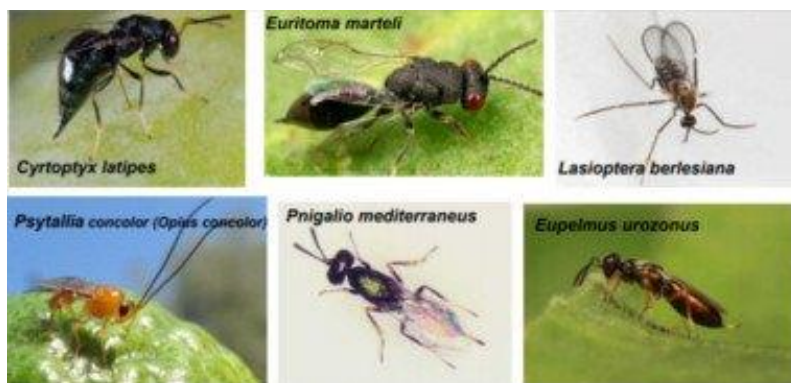 Euritoma marteli
Cyrtoptyx latipes
Lasioptera berlesiana
Psytallia concolor (Opius concolor)
Pnigalio mediterraneus
Eupelmus urozonus